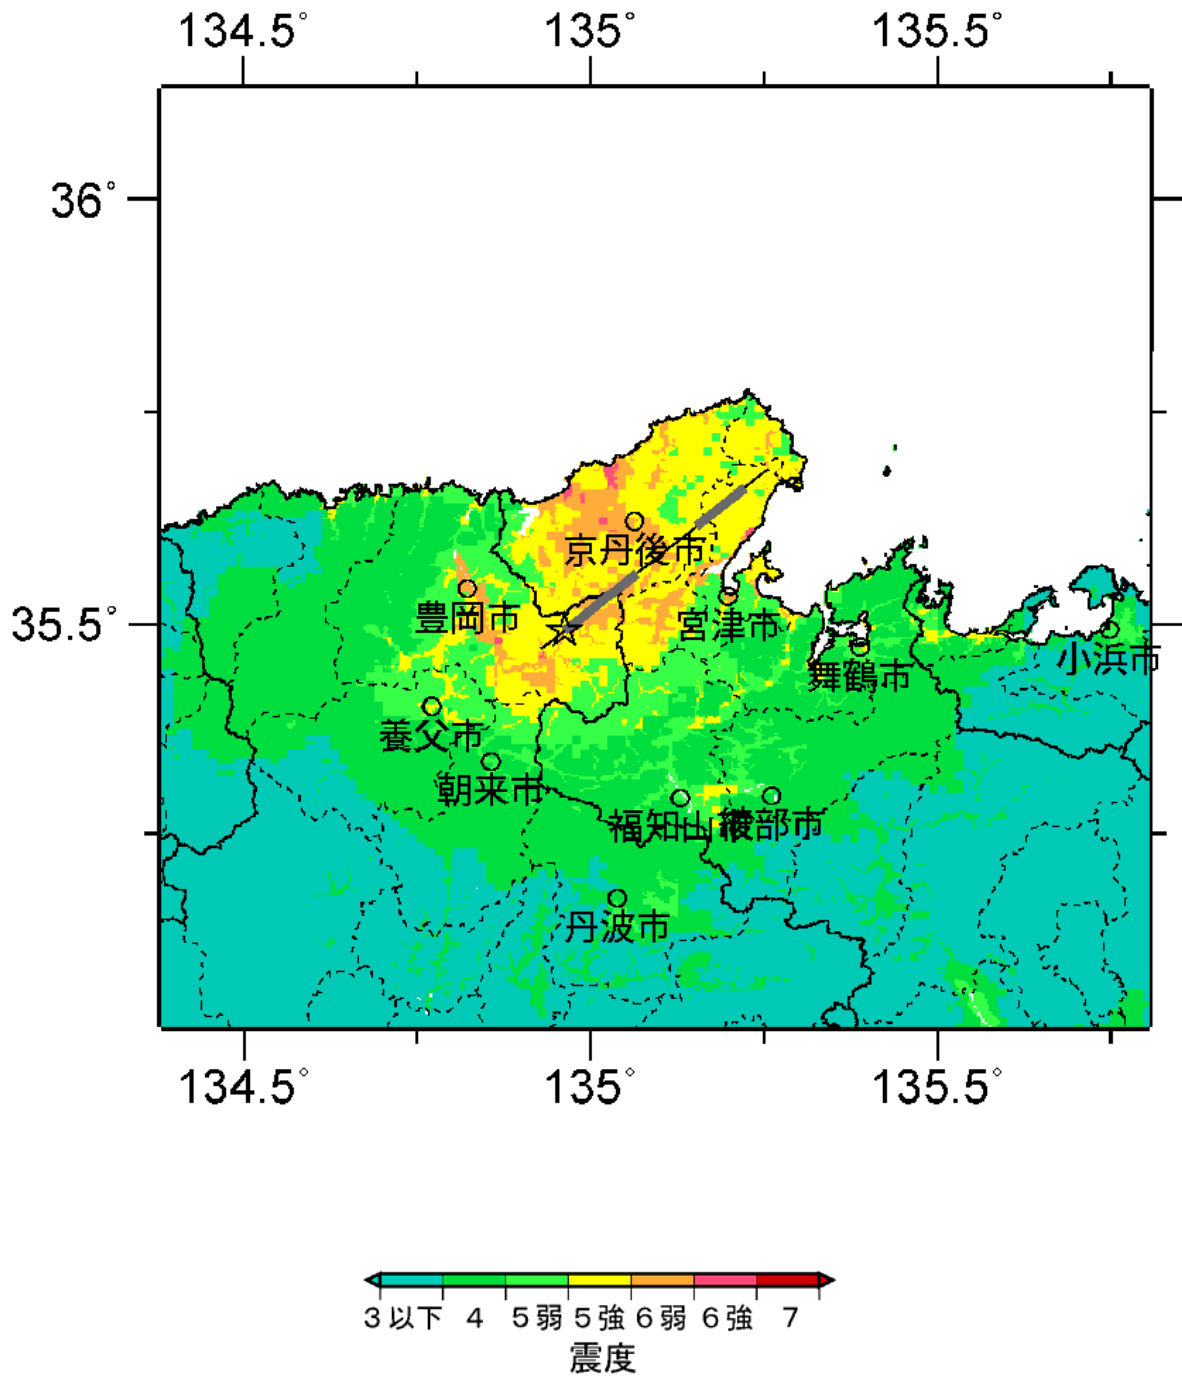 134.5° 135° 135.5°
36°
京丹後市
豊岡市
35.5°
宮津市
小浜市
舞鶴市
養父市
朝来市
福知山市 綾部市
丹波市
134.5° 135° 135.5°
3以下 4 5弱 5強 6弱 6強 7
震度